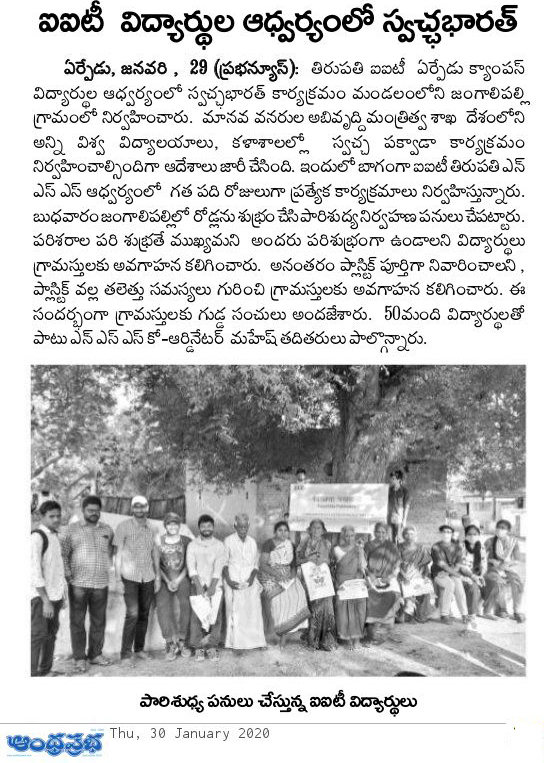 ఐఐటీ విద్యార్థుల ఆధ్వర్యంలో స్వచ్ఛభారత్
ఏర్పేడు, జనవరి , 29 (ప్రభన్యూస్): తిరుపతి ఐఐటీ ఏర్పేడు క్యాంపస్
విద్యార్థుల ఆధ్వర్యంలో స్వచ్ఛభారత్ కార్యక్రమం మండలంలోని జంగాలిపల్లి
గ్రామంలో నిర్వహించారు. మానవ వనరుల అబివృద్ది మంత్రిత్వ శాఖ దేశంలోని
అన్ని విశ్వ విద్యాలయాలు, కళాశాలల్లో స్వచ్ఛ పక్వాడా కార్యక్రమం
నిర్వహించాల్సిందిగా ఆదేశాలు జారీ చేసింది. ఇందులో బాగంగా ఐఐటీ తిరుపతి ఎన్
ఎస్ ఎస్ ఆధ్వర్యంలో గత పది రోజులుగా ప్రత్యేక కార్యక్రమాలు నిర్వహిస్తున్నారు.
బుధవారం జంగాలిపల్లిలో రోడ్లను శుభ్రం చేసి పారిశుద్య నిర్వహణ పనులు చేపట్టారు.
పరిశరాల పరి శుభ్రతే ముఖ్యమని అందరు పరిశుభ్రంగా ఉండాలని విద్యార్థులు
గ్రామస్తులకు అవగాహన కలిగించారు. అనంతరం ప్లాస్టిక్ పూర్తిగా నివారించాలని ,
ప్లాస్టిక్ వల్ల తలెత్తు సమస్యలు గురించి గ్రామస్తులకు అవగాహన కలిగించారు. ఈ
సందర్భంగా గ్రామస్తులకు గుడ్డ సంచులు అందజేశారు. 50మంది విద్యార్థులతో
పాటు ఎన్ ఎస్ ఎస్ కో-ఆర్డినేటర్ మహేష్ తదితరులు పాల్గొన్నారు.
పారిశుధ్య పనులు చేస్తున్న ఐఐటీ విద్యార్థులు
ఆంధ్రప్రభ Thu, 30 January 2020